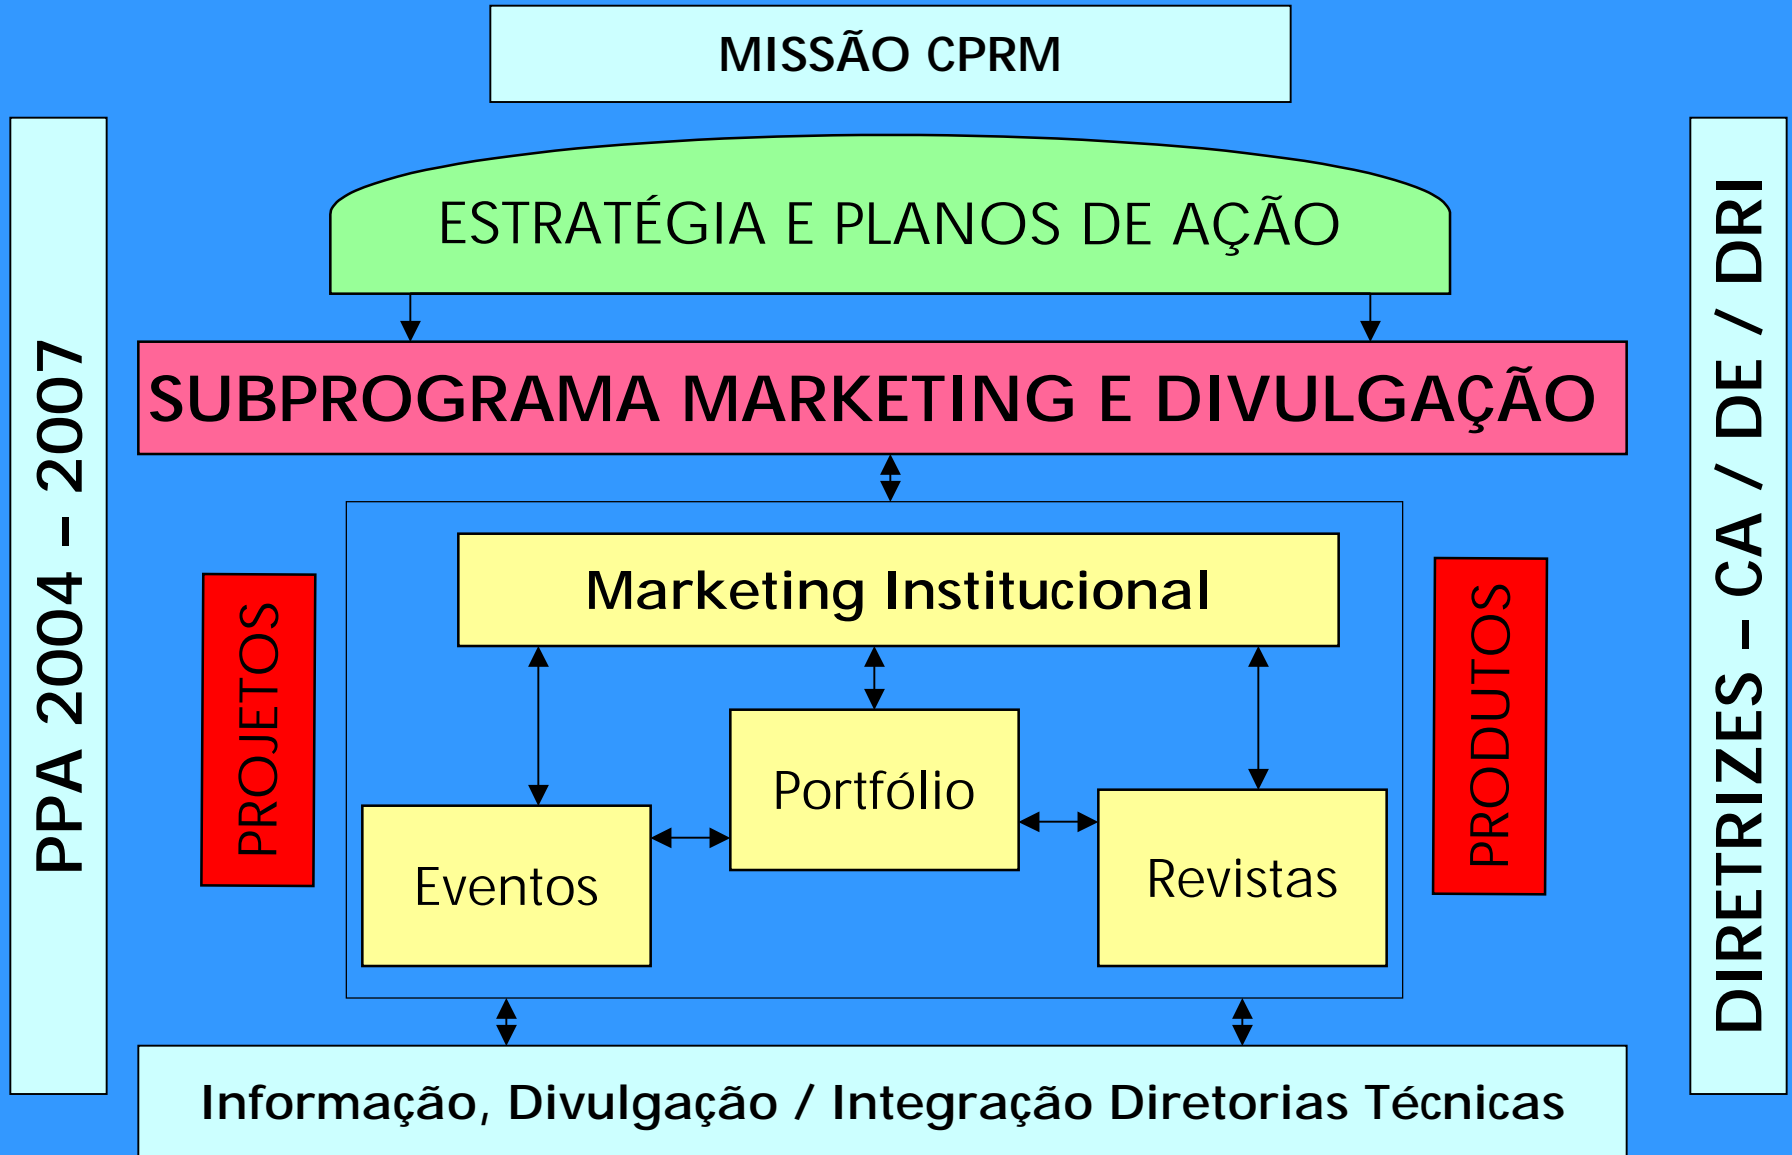 MISSÃO CPRM
PPA 2004 – 2007
ESTRATÉGIA E PLANOS DE AÇÃO
SUBPROGRAMA MARKETING E DIVULGAÇÃO
DIRETRIZES – CA / DE / DRI
PROJETOS
Marketing Institucional
PRODUTOS
Eventos
Portfólio
Revistas
Informação, Divulgação / Integração Diretorias Técnicas